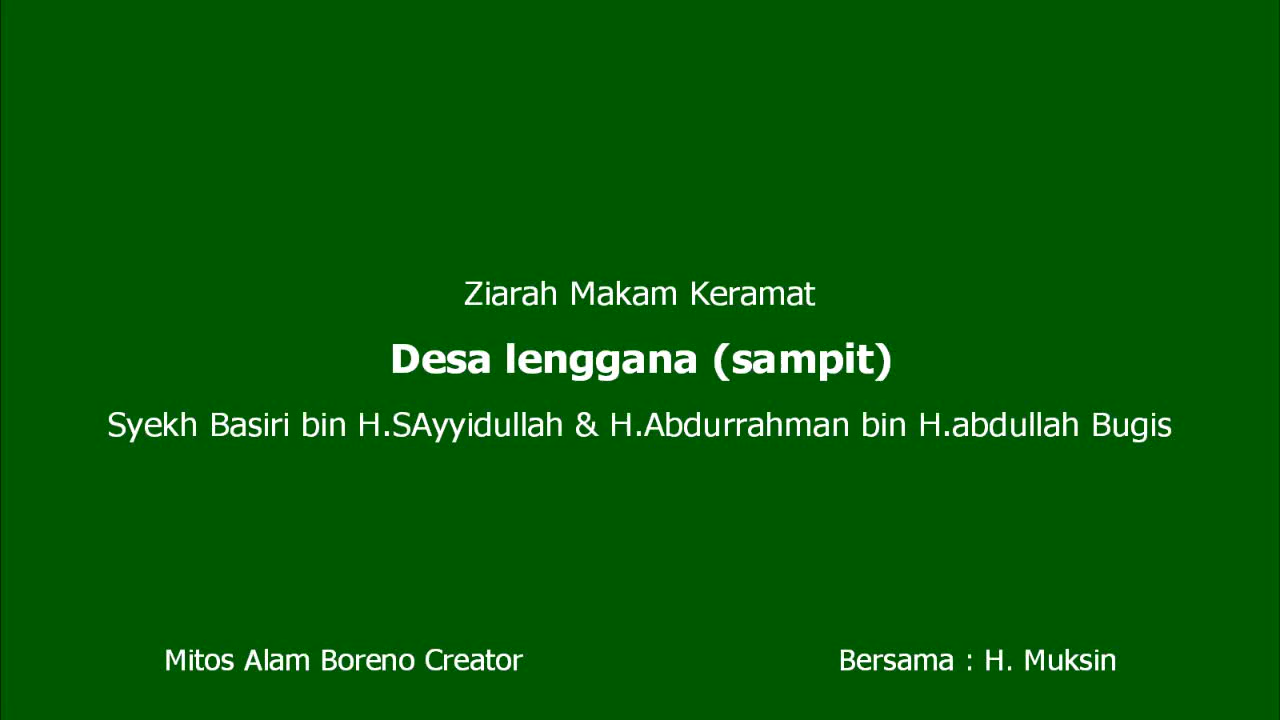 Ziarah Makam Keramat
Desa lenggana (sampit)
Syekh Basiri bin H.SAyyidullah & H.Abdurrahman bin H.abdullah Bugis
Mitos Alam Boreno Creator
Bersama : H. Muksin